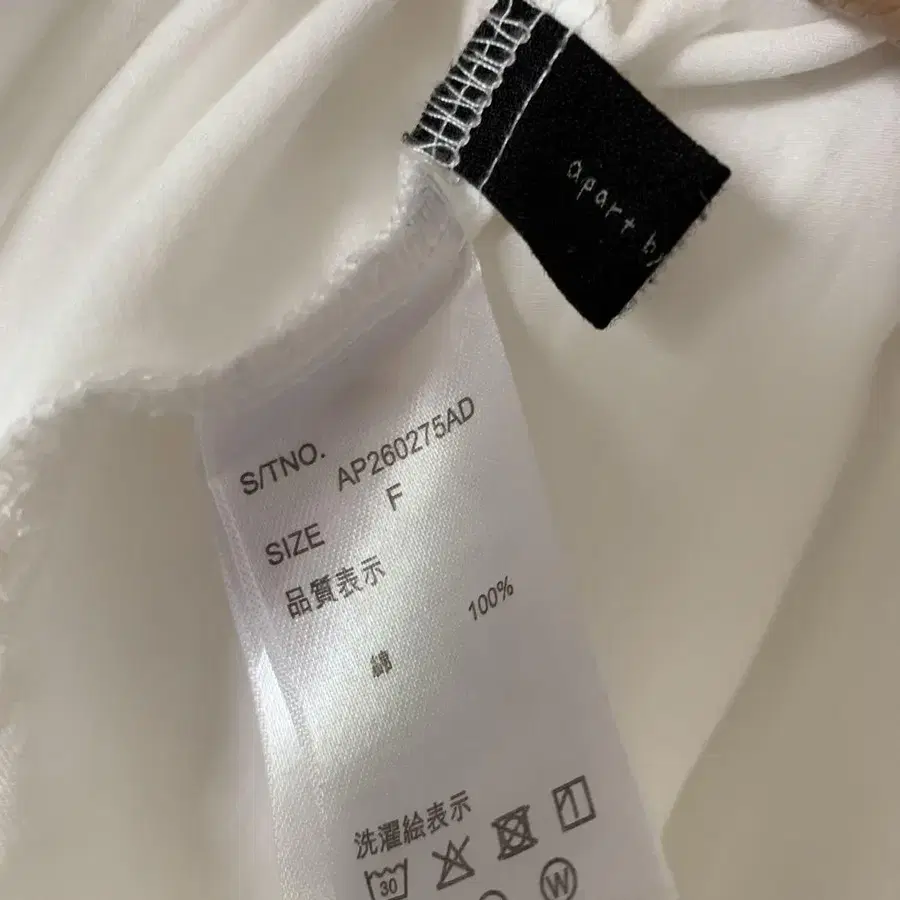 apart by
S/TNO. AP260275AD
SIZE F
品質表示
綿 100%
洗濯絵表示
30
W